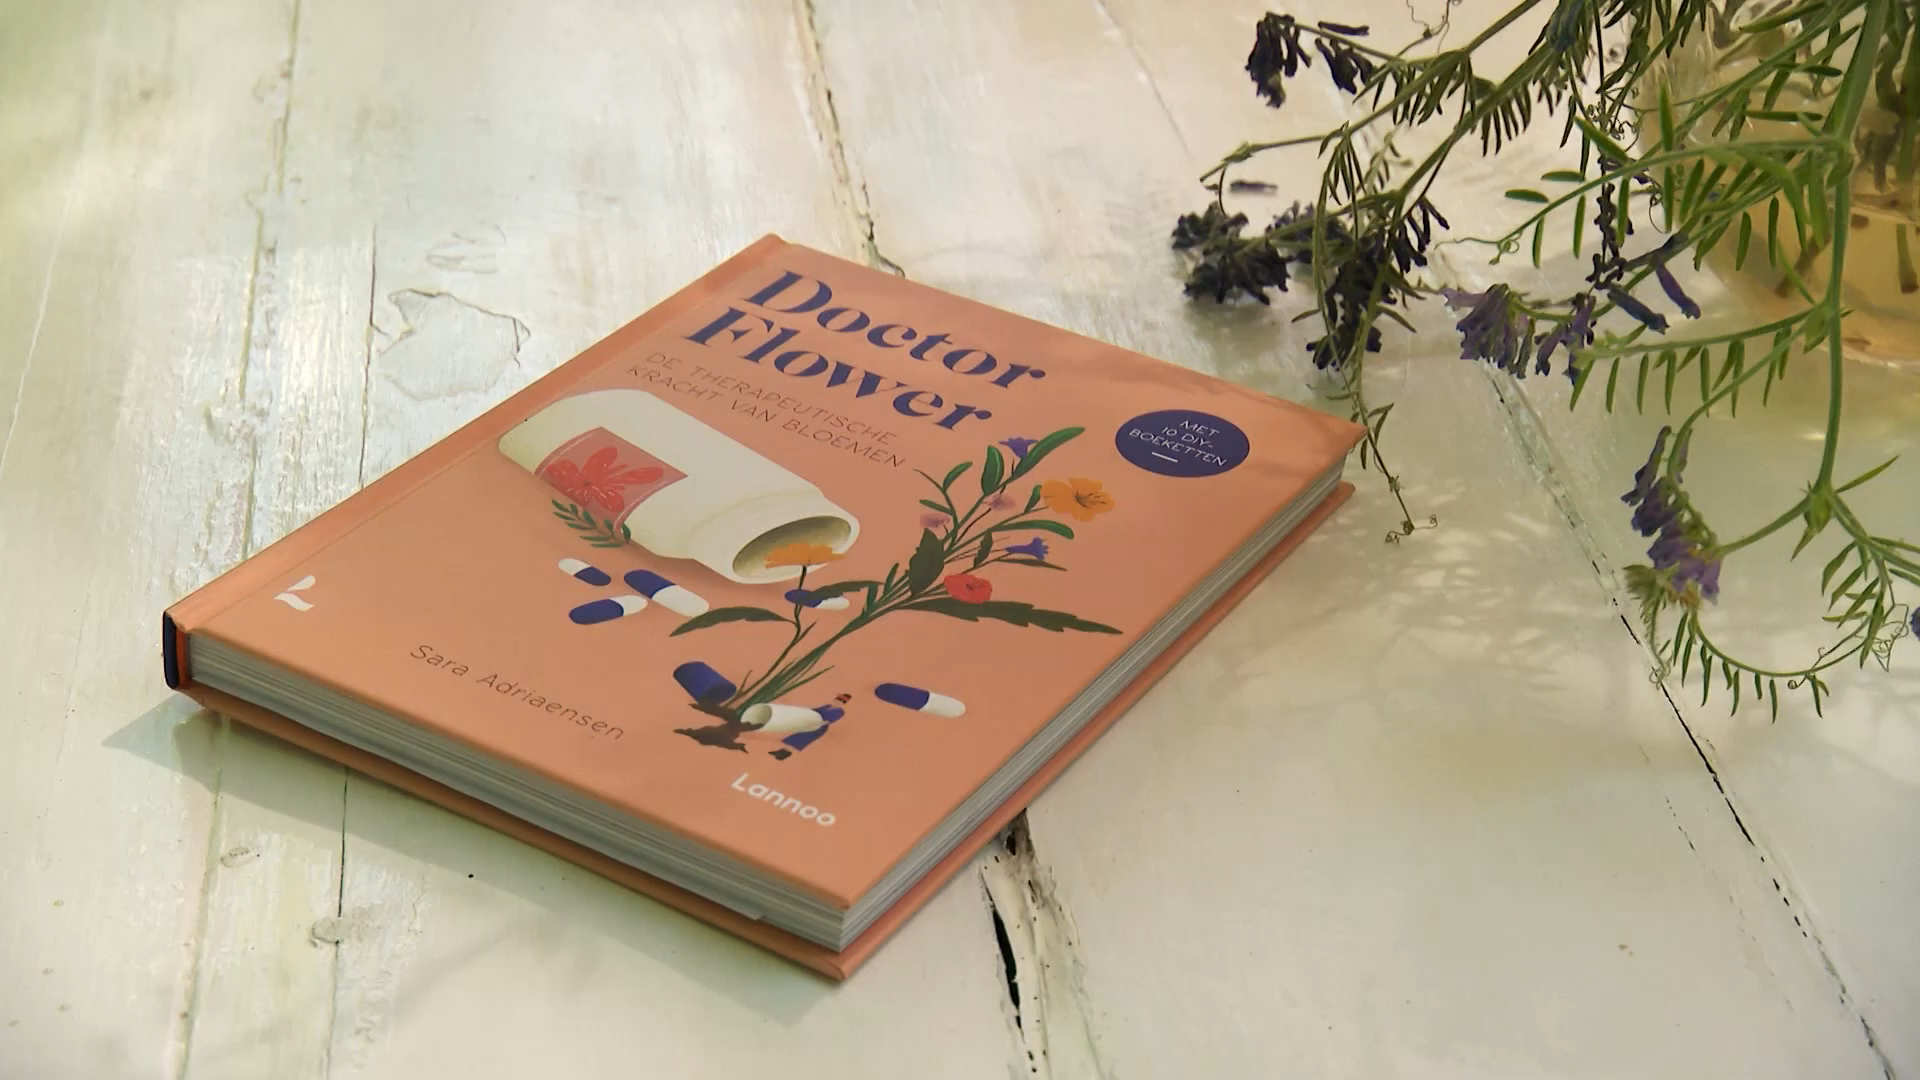 Doctor
Flower
DE THERAPEUTISCHE
KRACHT VAN BLOEMEN
MET
10 DIY-
BOEKETTEN
Sara Adriaensen
Lannoo